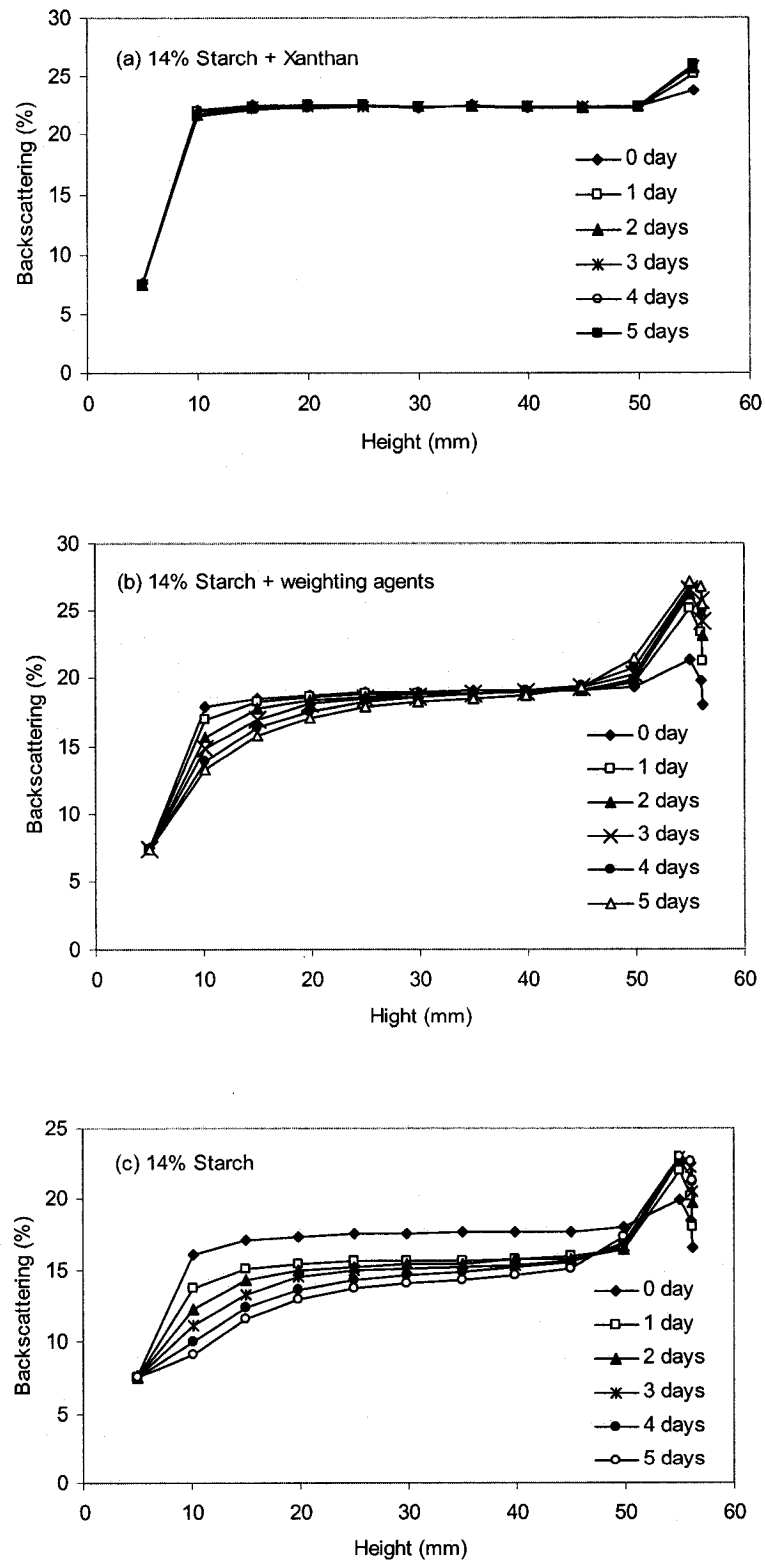 (a) 14% Starch + Xanthan
Backscattering (%)
30
25
20
15
10
5
0
0 day
1 day
2 days
3 days
4 days
5 days
0 10 20 30 40 50 60
Height (mm)
(b) 14% Starch + weighting agents
Backscattering (%)
30
25
20
15
10
5
0
0 day
1 day
2 days
3 days
4 days
5 days
0 10 20 30 40 50 60
Hight (mm)
(c) 14% Starch
Backscattering (%)
25
20
15
10
5
0
0 day
1 day
2 days
3 days
4 days
5 days
0 10 20 30 40 50 60
Height (mm)